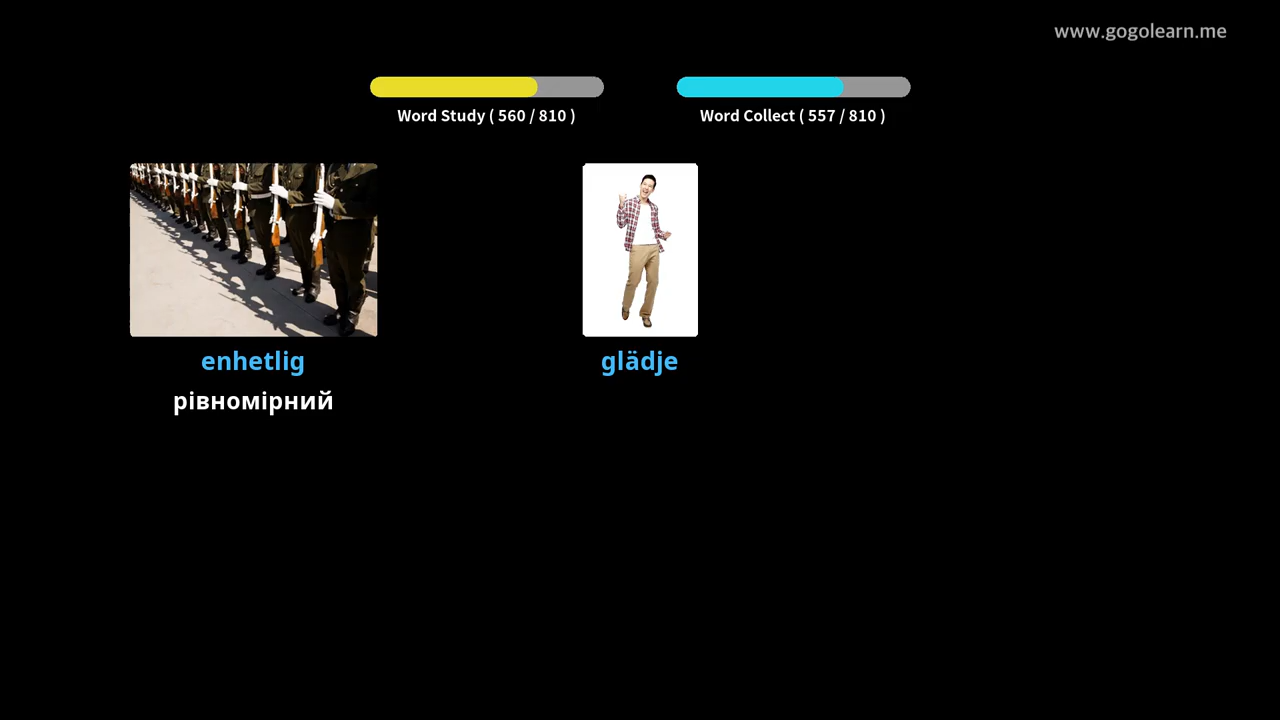 www.gogolearn.me
Word Study ( 560 / 810 )
Word Collect ( 557 / 810 )
enhetlig
рівномірний
glädje